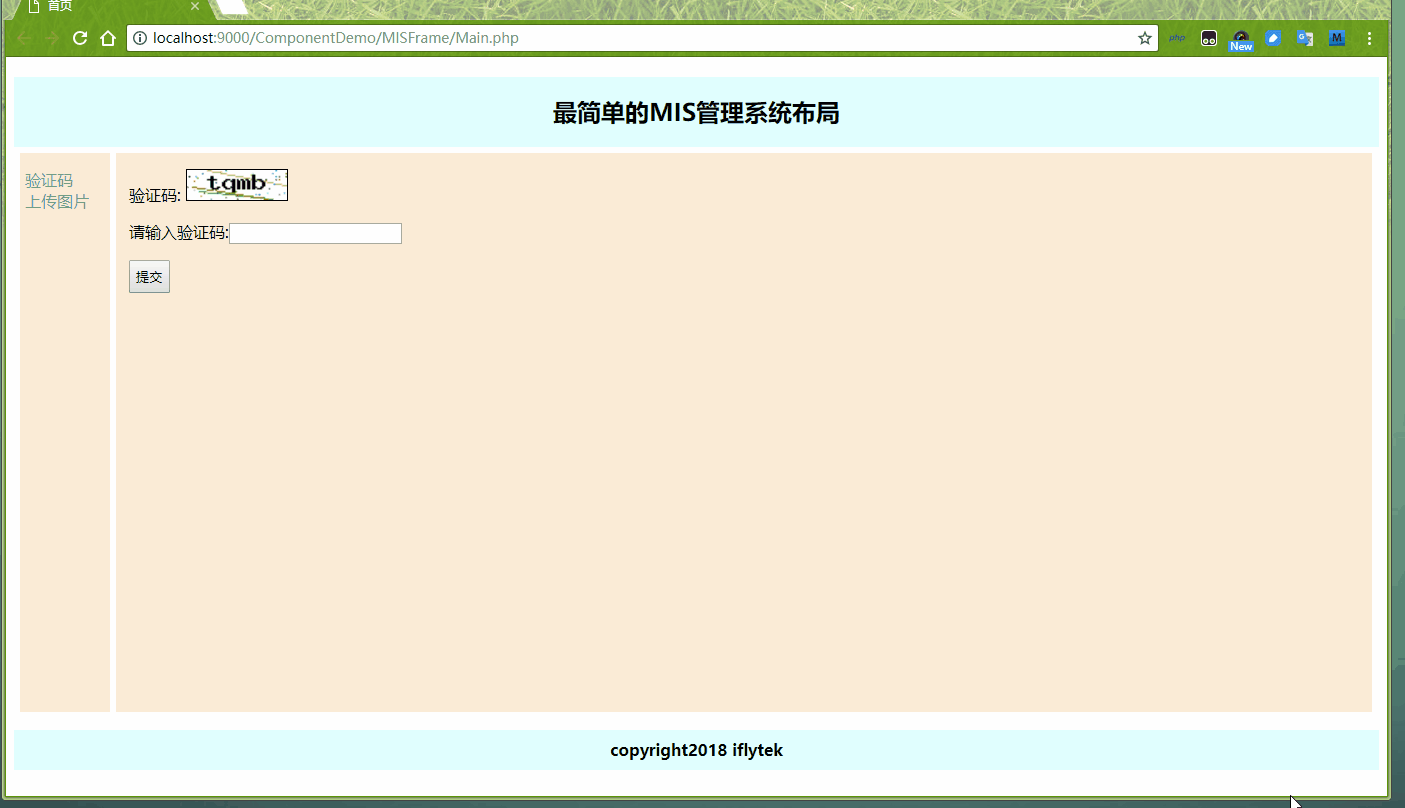 首页
localhost:9000/ComponentDemo/MISFrame/Main.php
php
New
M
最简单的MIS管理系统布局
验证码
上传图片
验证码: tqmb
请输入验证码:
提交
copyright2018 iflytek